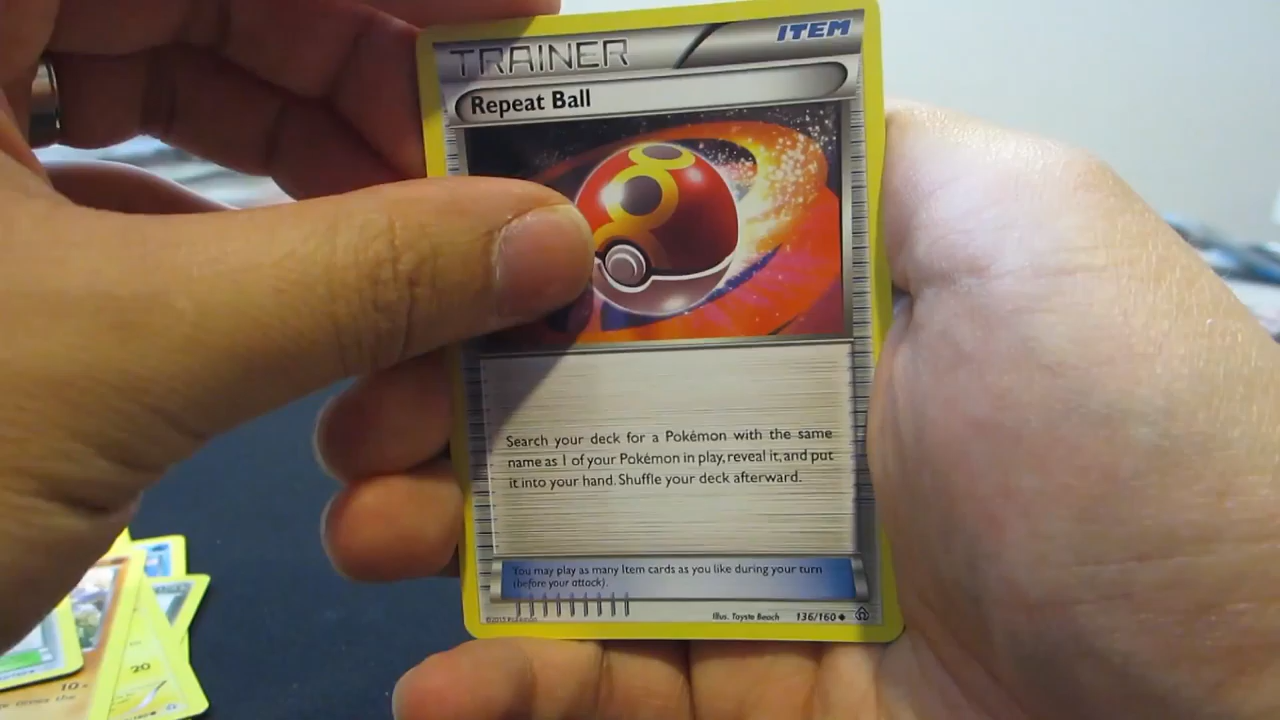 TRAINER
ITEM
Repeat Ball
Search your deck for a Pokémon with the same
name as 1 of your Pokémon in play, reveal it, and put
it into your hand. Shuffle your deck afterward.
You may play as many Item cards as you like during your turn
(before your attack).
Illus. Toyste Beach
136/160
10
20